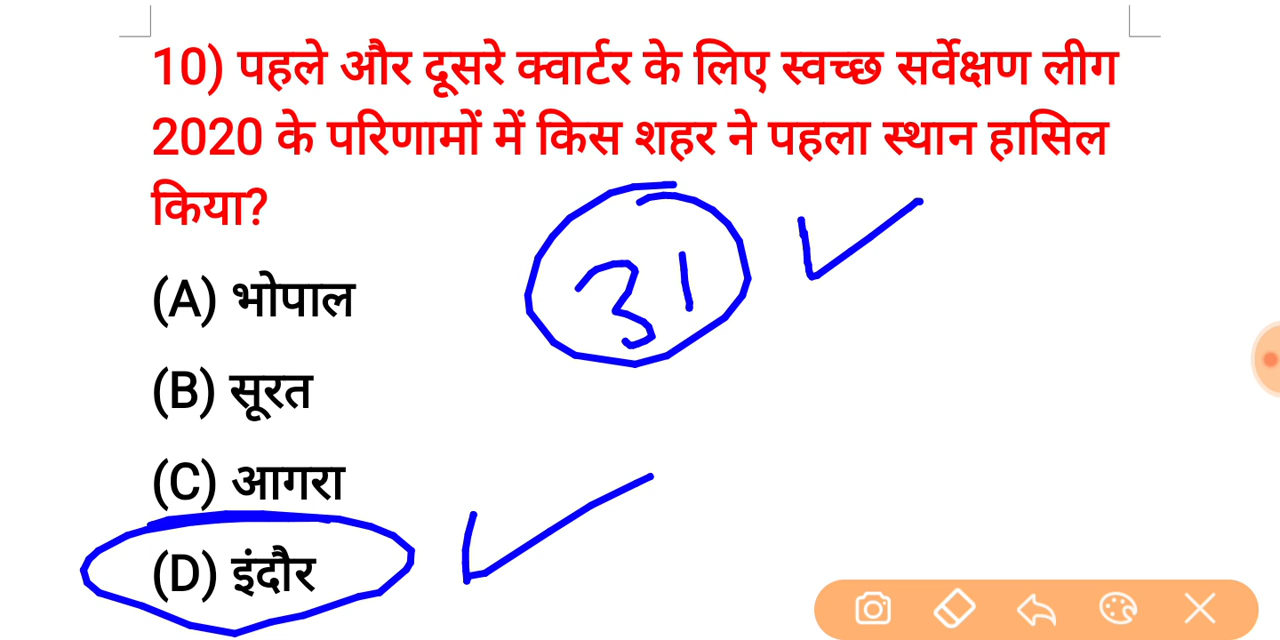 10) पहले और दूसरे क्वार्टर के लिए स्वच्छ सर्वेक्षण लीग
2020 के परिणामों में किस शहर ने पहला स्थान हासिल
किया?
31
(A) भोपाल
(B) सूरत
(C) आगरा
(D) इंदौर